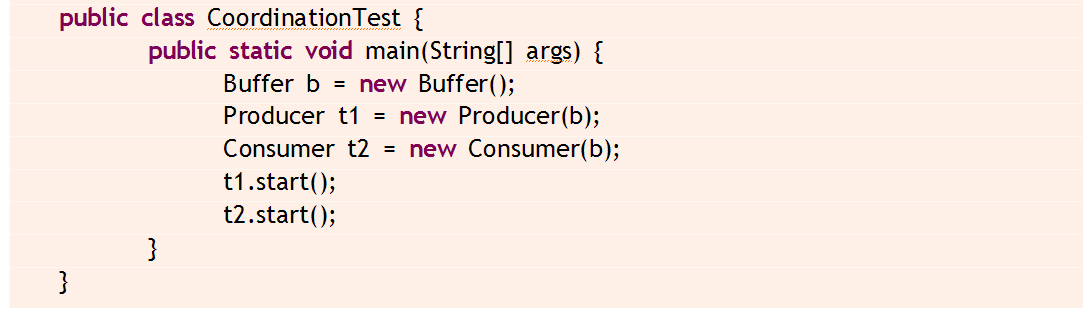 public class CoordinationTest {
public static void main(String[] args) {
Buffer b = new Buffer();
Producer t1 = new Producer(b);
Consumer t2 = new Consumer(b);
t1.start();
t2.start();
}
}